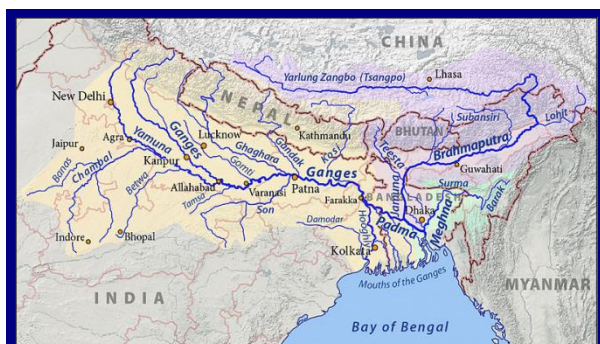 CHINA
Yarlung Zangbo (Tsangpo)
Lhasa
New Delhi
NEPAL
Subansiri
Lohit
BHUTAN
Agra
Yamuna
Ganges
Lucknow
Kathmandu
Teesta
Brahmaputra
Jaipur
Ghaghara
Gandak
Kosi
Banas
Chambal
Kanpur
Gomti
Guwahati
Betwa
Allahabad
Varanasi
Patna
Ganges
BANGLADESH
Jamuna
Surma
Barak
Tamsa
Son
Farakka
Dhaka
Meghna
Padma
Damodar
Hooghly
Indore
Bhopal
Kolkata
Mouths of the Ganges
INDIA
MYANMAR
Bay of Bengal